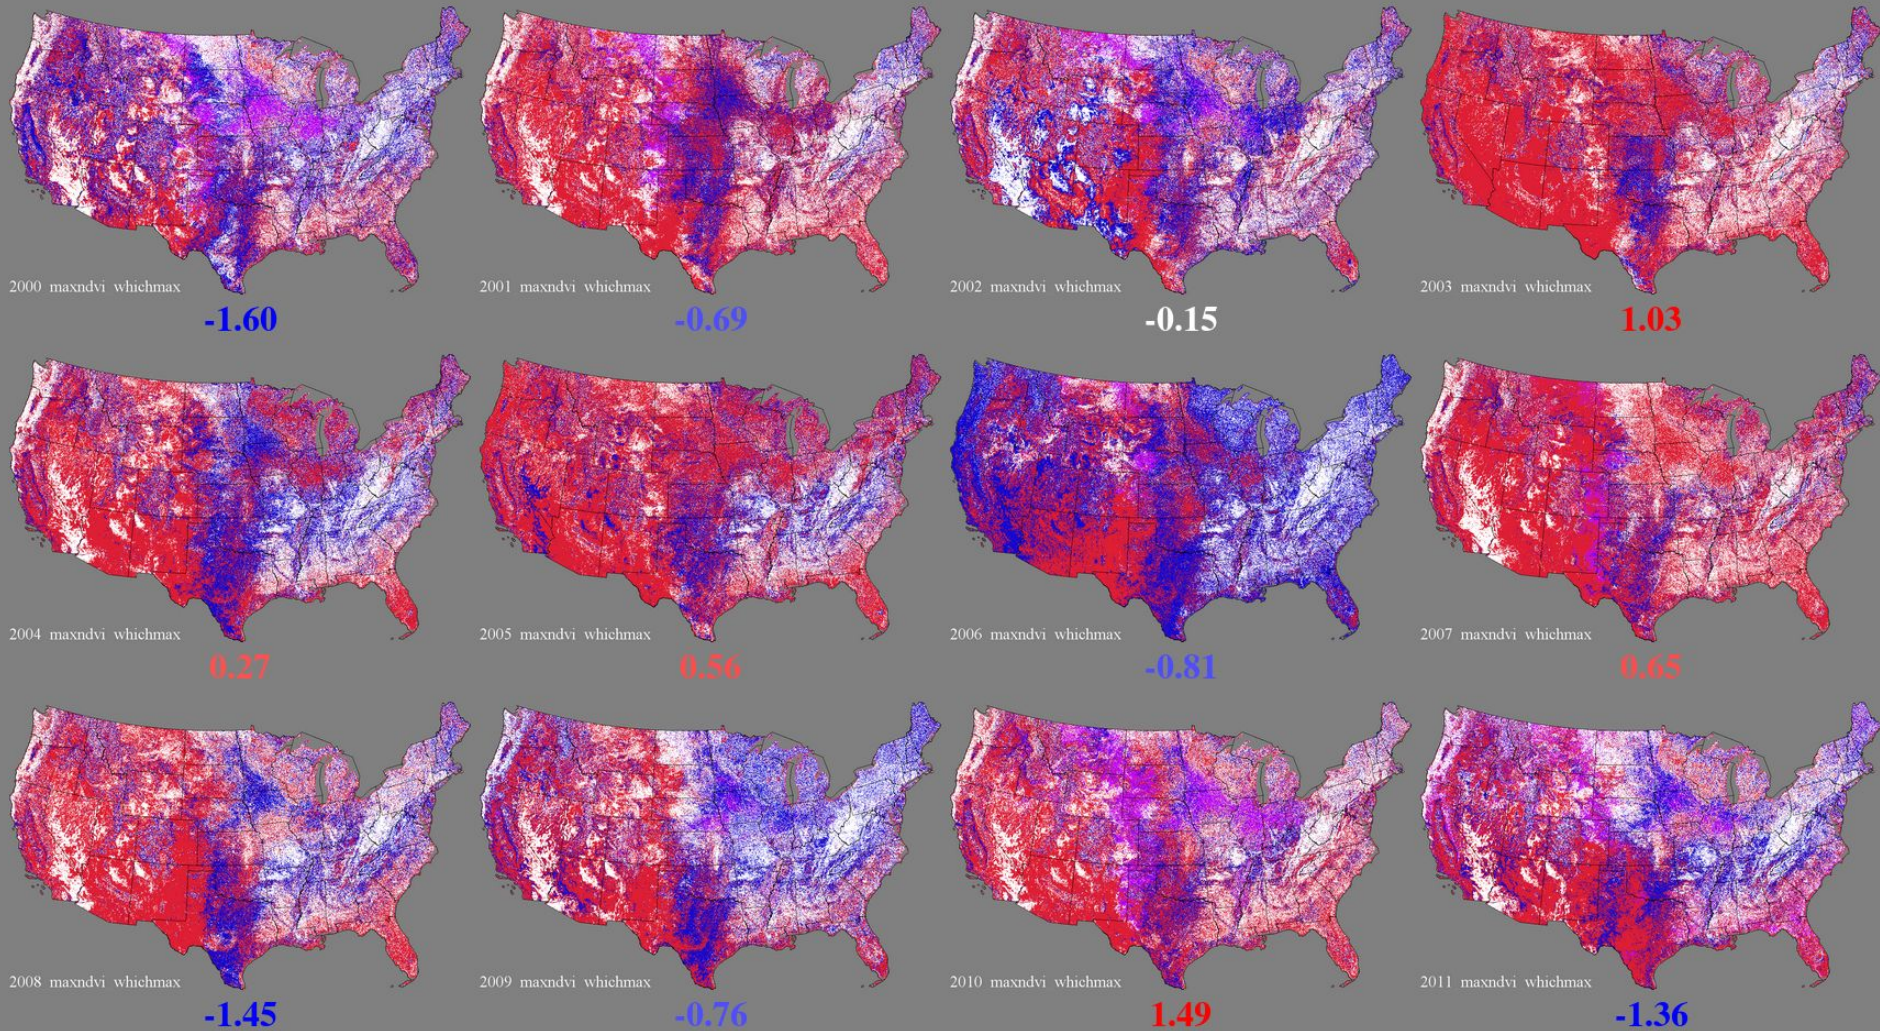 2000 maxndvi whichmax
-1.60
2001 maxndvi whichmax
-0.69
2002 maxndvi whichmax
-0.15
2003 maxndvi whichmax
1.03
2004 maxndvi whichmax
0.27
2005 maxndvi whichmax
0.56
2006 maxndvi whichmax
-0.81
2007 maxndvi whichmax
0.65
2008 maxndvi whichmax
-1.45
2009 maxndvi whichmax
-0.76
2010 maxndvi whichmax
1.49
2011 maxndvi whichmax
-1.36